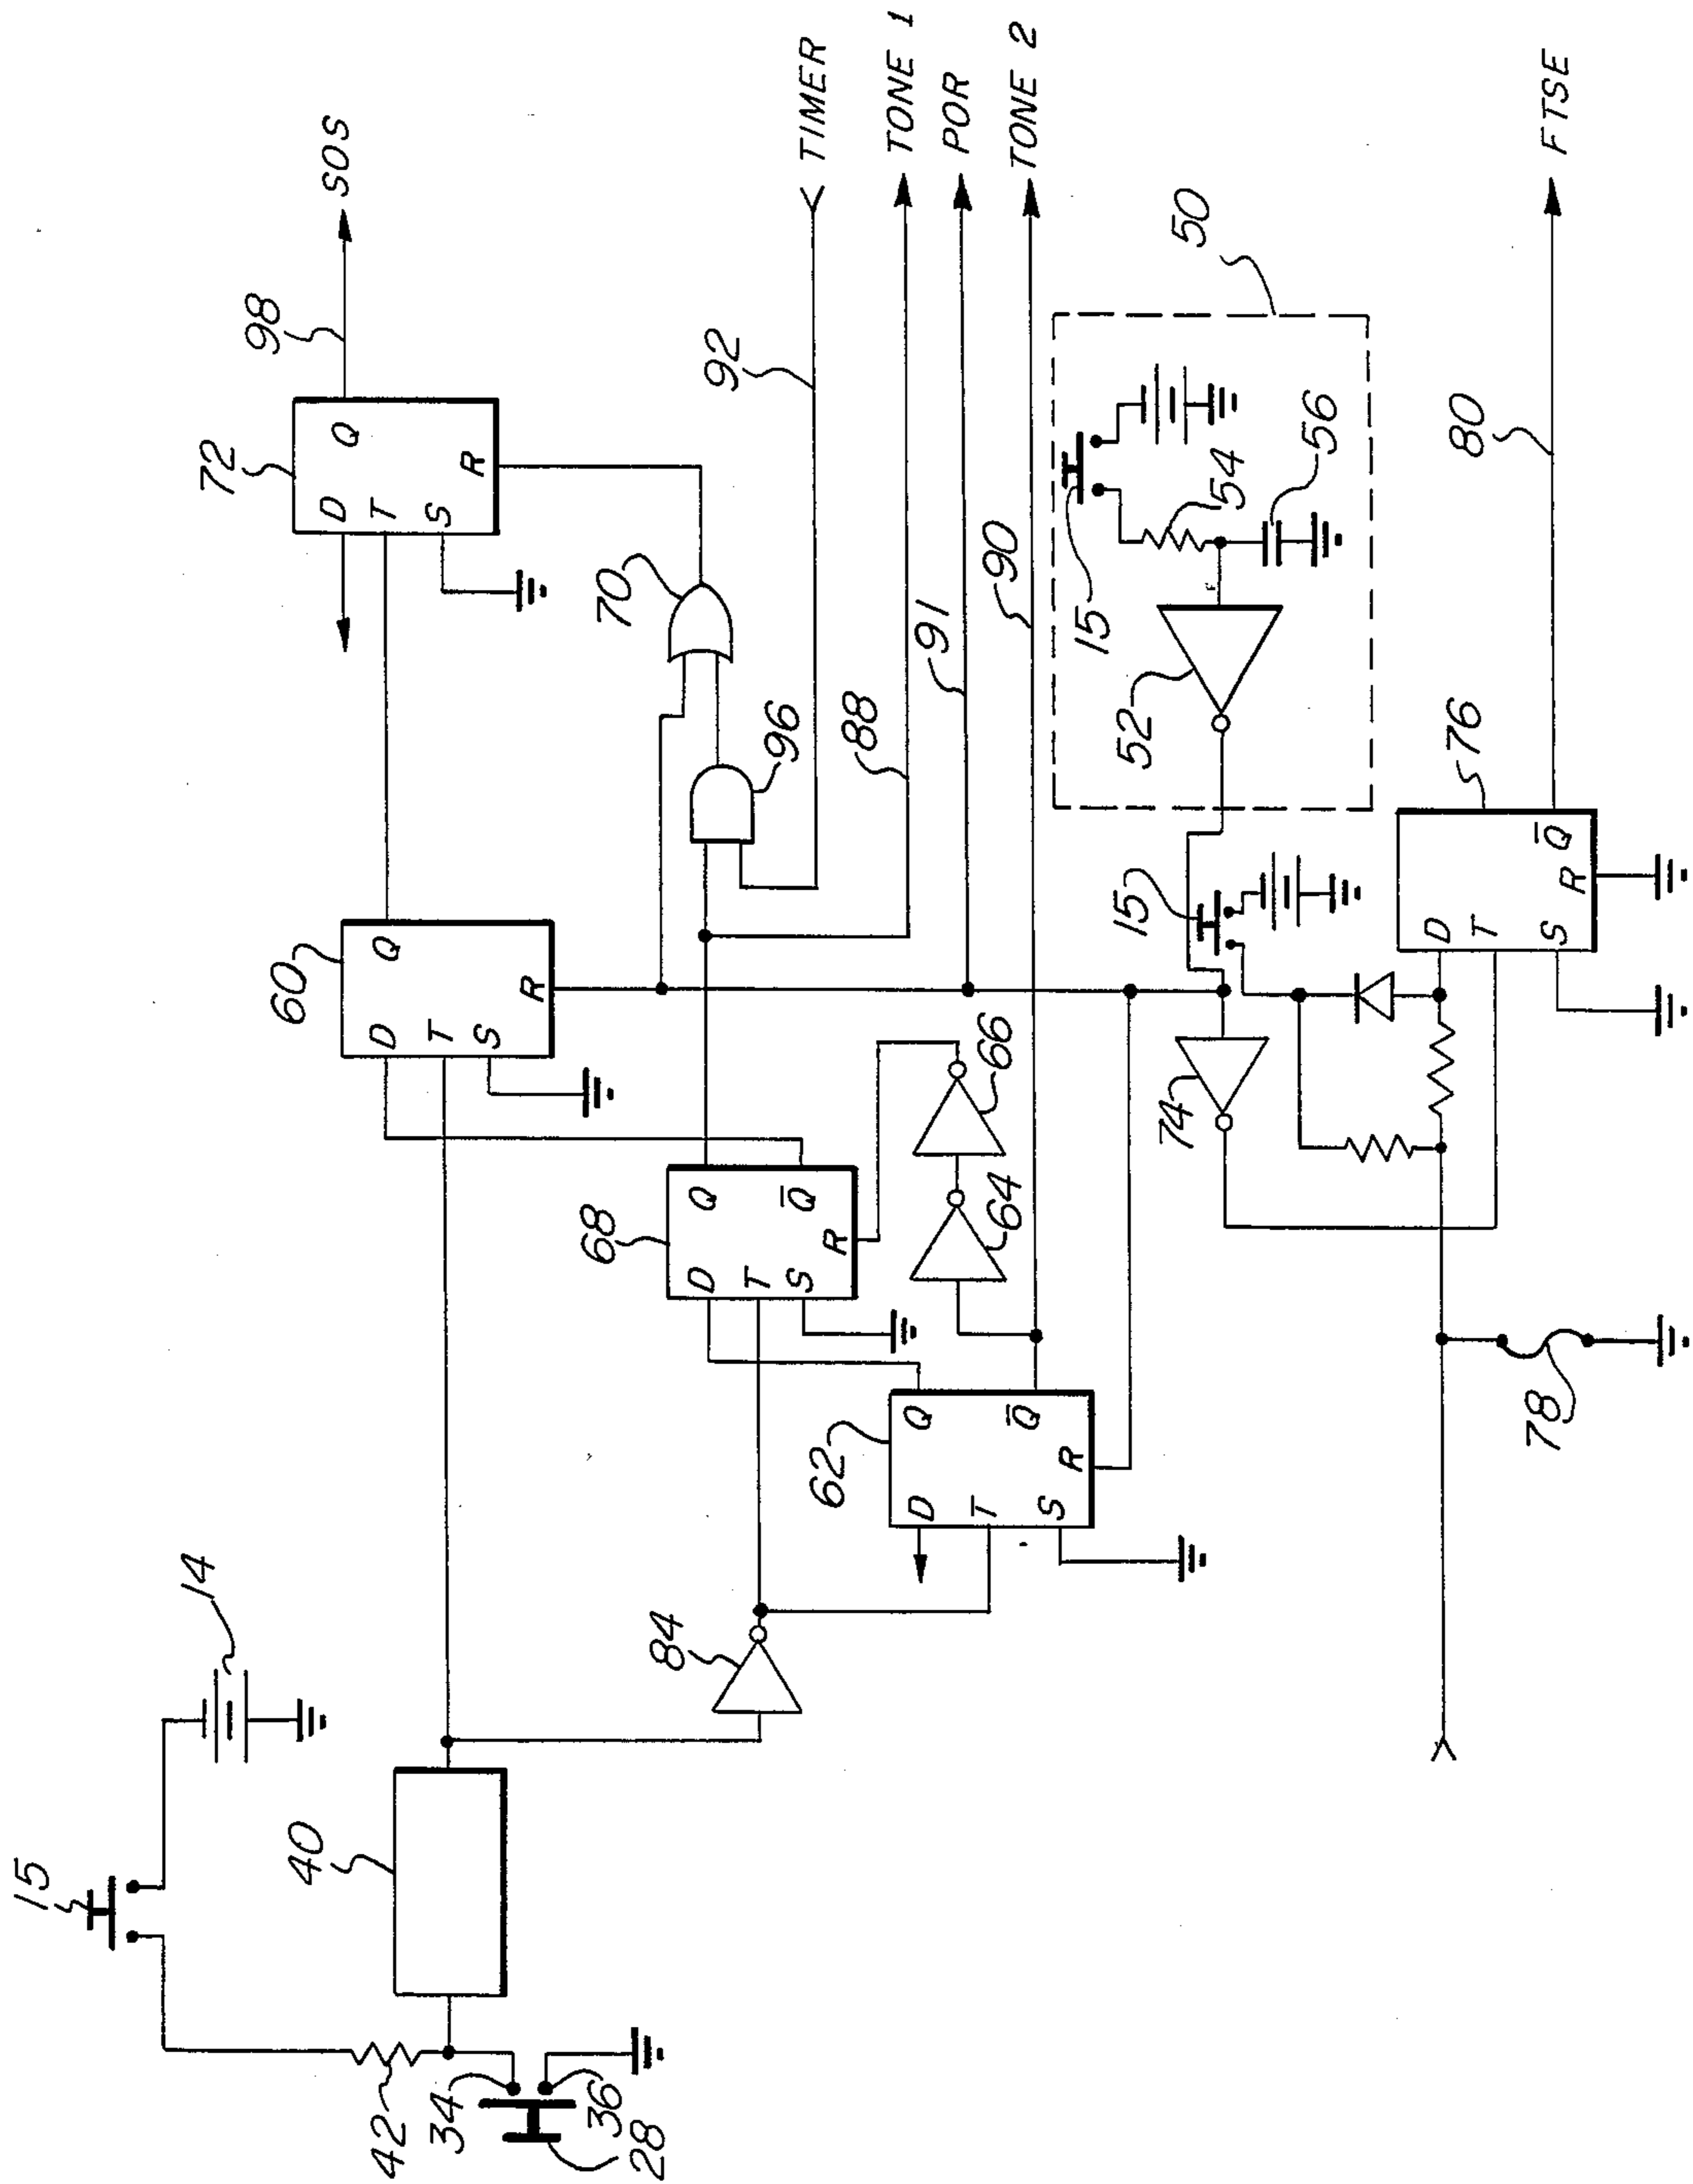 15
14
42
34
36
28
40
84
62
D
T
S
Q
Q̄
R
68
D
T
S
Q
Q̄
R
64
66
60
D
T
S
Q
R
72
D
T
S
Q
R
98
SOS
70
96
92
TIMER
88
TONE 1
91
POR
90
TONE 2
50
15
54
56
52
15
74
76
D
T
S
Q̄
R
78
80
FTSE